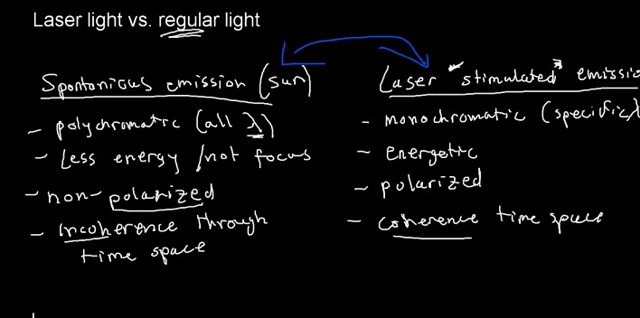 Laser light vs. regular light
Spontanious emission (sun)
- polychromatic (all λ)
- Less energy / not focus
- non-polarized
- incoherence through
time space
Laser "stimulated" emissio
- monochromatic (specific λ
- energetic
- polarized
- coherence time space